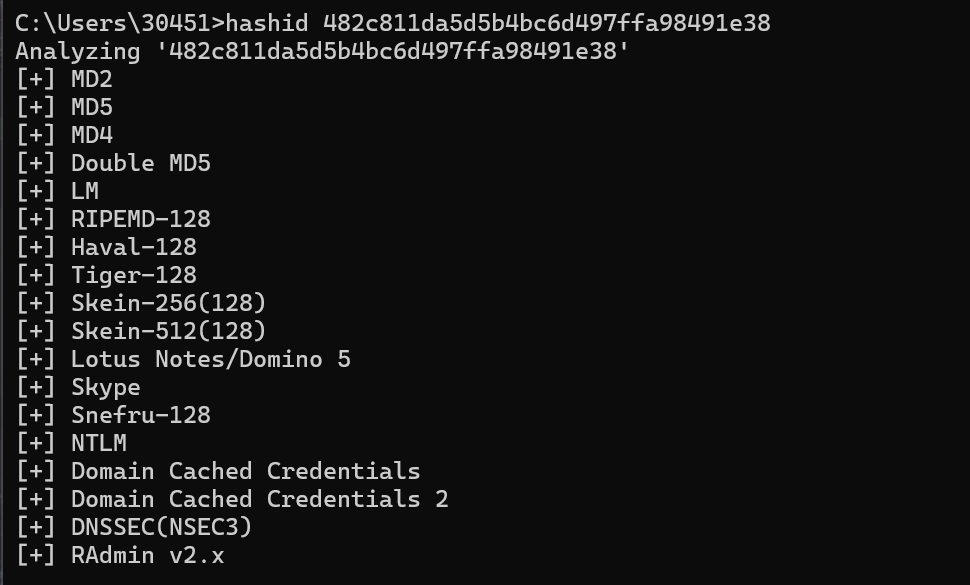 C:\Users\30451>hashid 482c811da5d5b4bc6d497ffa98491e38
Analyzing '482c811da5d5b4bc6d497ffa98491e38'
[+] MD2
[+] MD5
[+] MD4
[+] Double MD5
[+] LM
[+] RIPEMD-128
[+] Haval-128
[+] Tiger-128
[+] Skein-256(128)
[+] Skein-512(128)
[+] Lotus Notes/Domino 5
[+] Skype
[+] Snefru-128
[+] NTLM
[+] Domain Cached Credentials
[+] Domain Cached Credentials 2
[+] DNSSEC(NSEC3)
[+] RAdmin v2.x